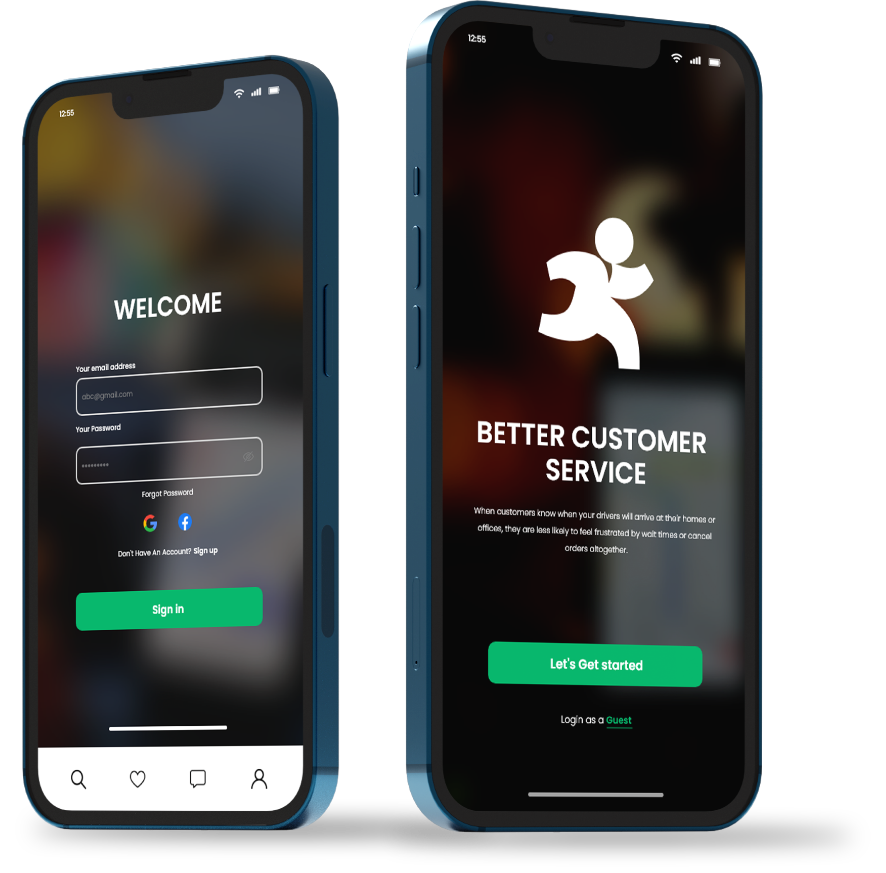 12:55
WELCOME
Your email address
abc@gmail.com
Your Password
*********
Forgot Password
Don't Have An Account? Sign up
Sign in
12:55
BETTER CUSTOMER
SERVICE
When customers know when your drivers will arrive at their homes or
offices, they are less likely to feel frustrated by wait times or cancel
orders altogether.
Let's Get started
Login as a Guest